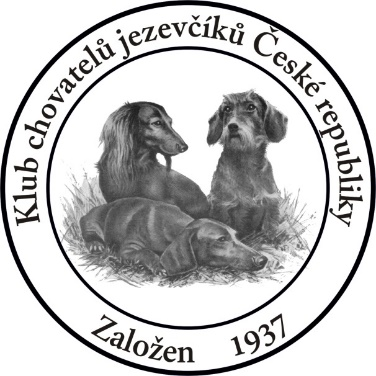 Klub chovatelů jezevčíků České republiky
Založen 1937